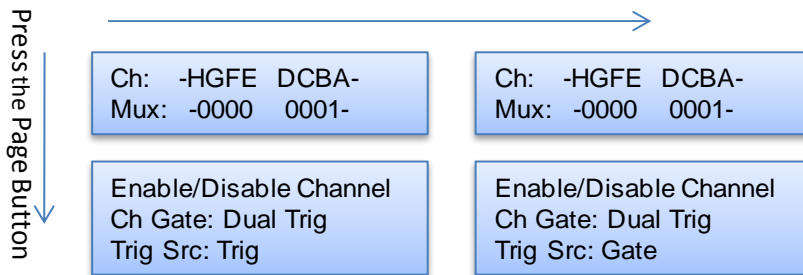 Press the Page Button
Ch: -HGFE DCBA-
Mux: -0000 0001-
Ch: -HGFE DCBA-
Mux: -0000 0001-
Enable/Disable Channel
Ch Gate: Dual Trig
Trig Src: Trig
Enable/Disable Channel
Ch Gate: Dual Trig
Trig Src: Gate